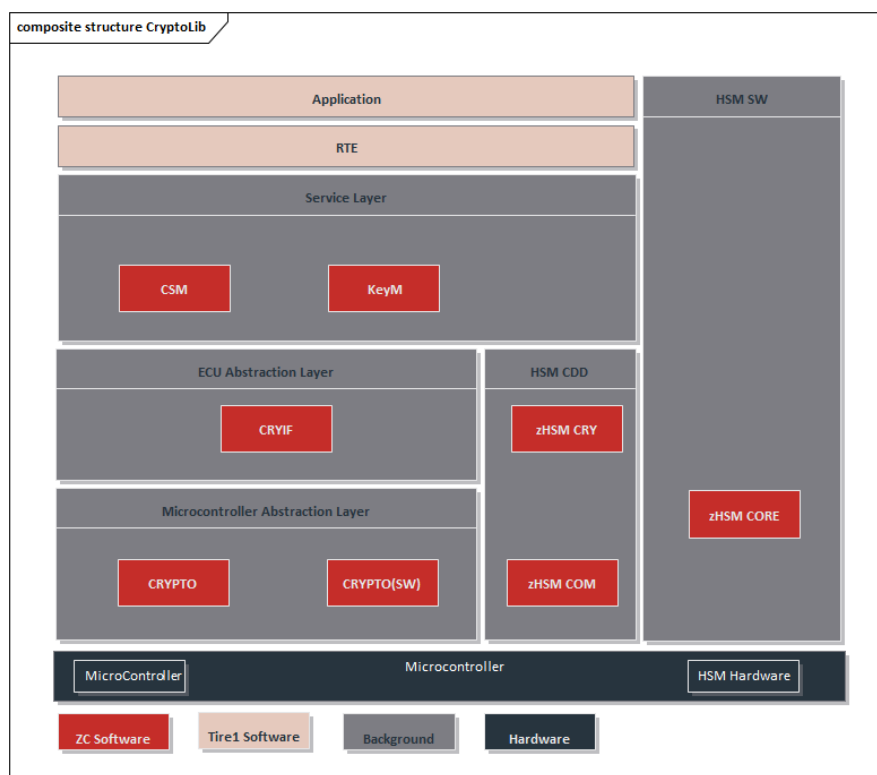 composite structure CryptoLib
Application
HSM SW
RTE
Service Layer
CSM
KeyM
ECU Abstraction Layer
HSM CDD
CRYIF
zHSM CRY
Microcontroller Abstraction Layer
zHSM CORE
CRYPTO
CRYPTO(SW)
zHSM COM
Microcontroller
MicroController
HSM Hardware
ZC Software
Tire1 Software
Background
Hardware